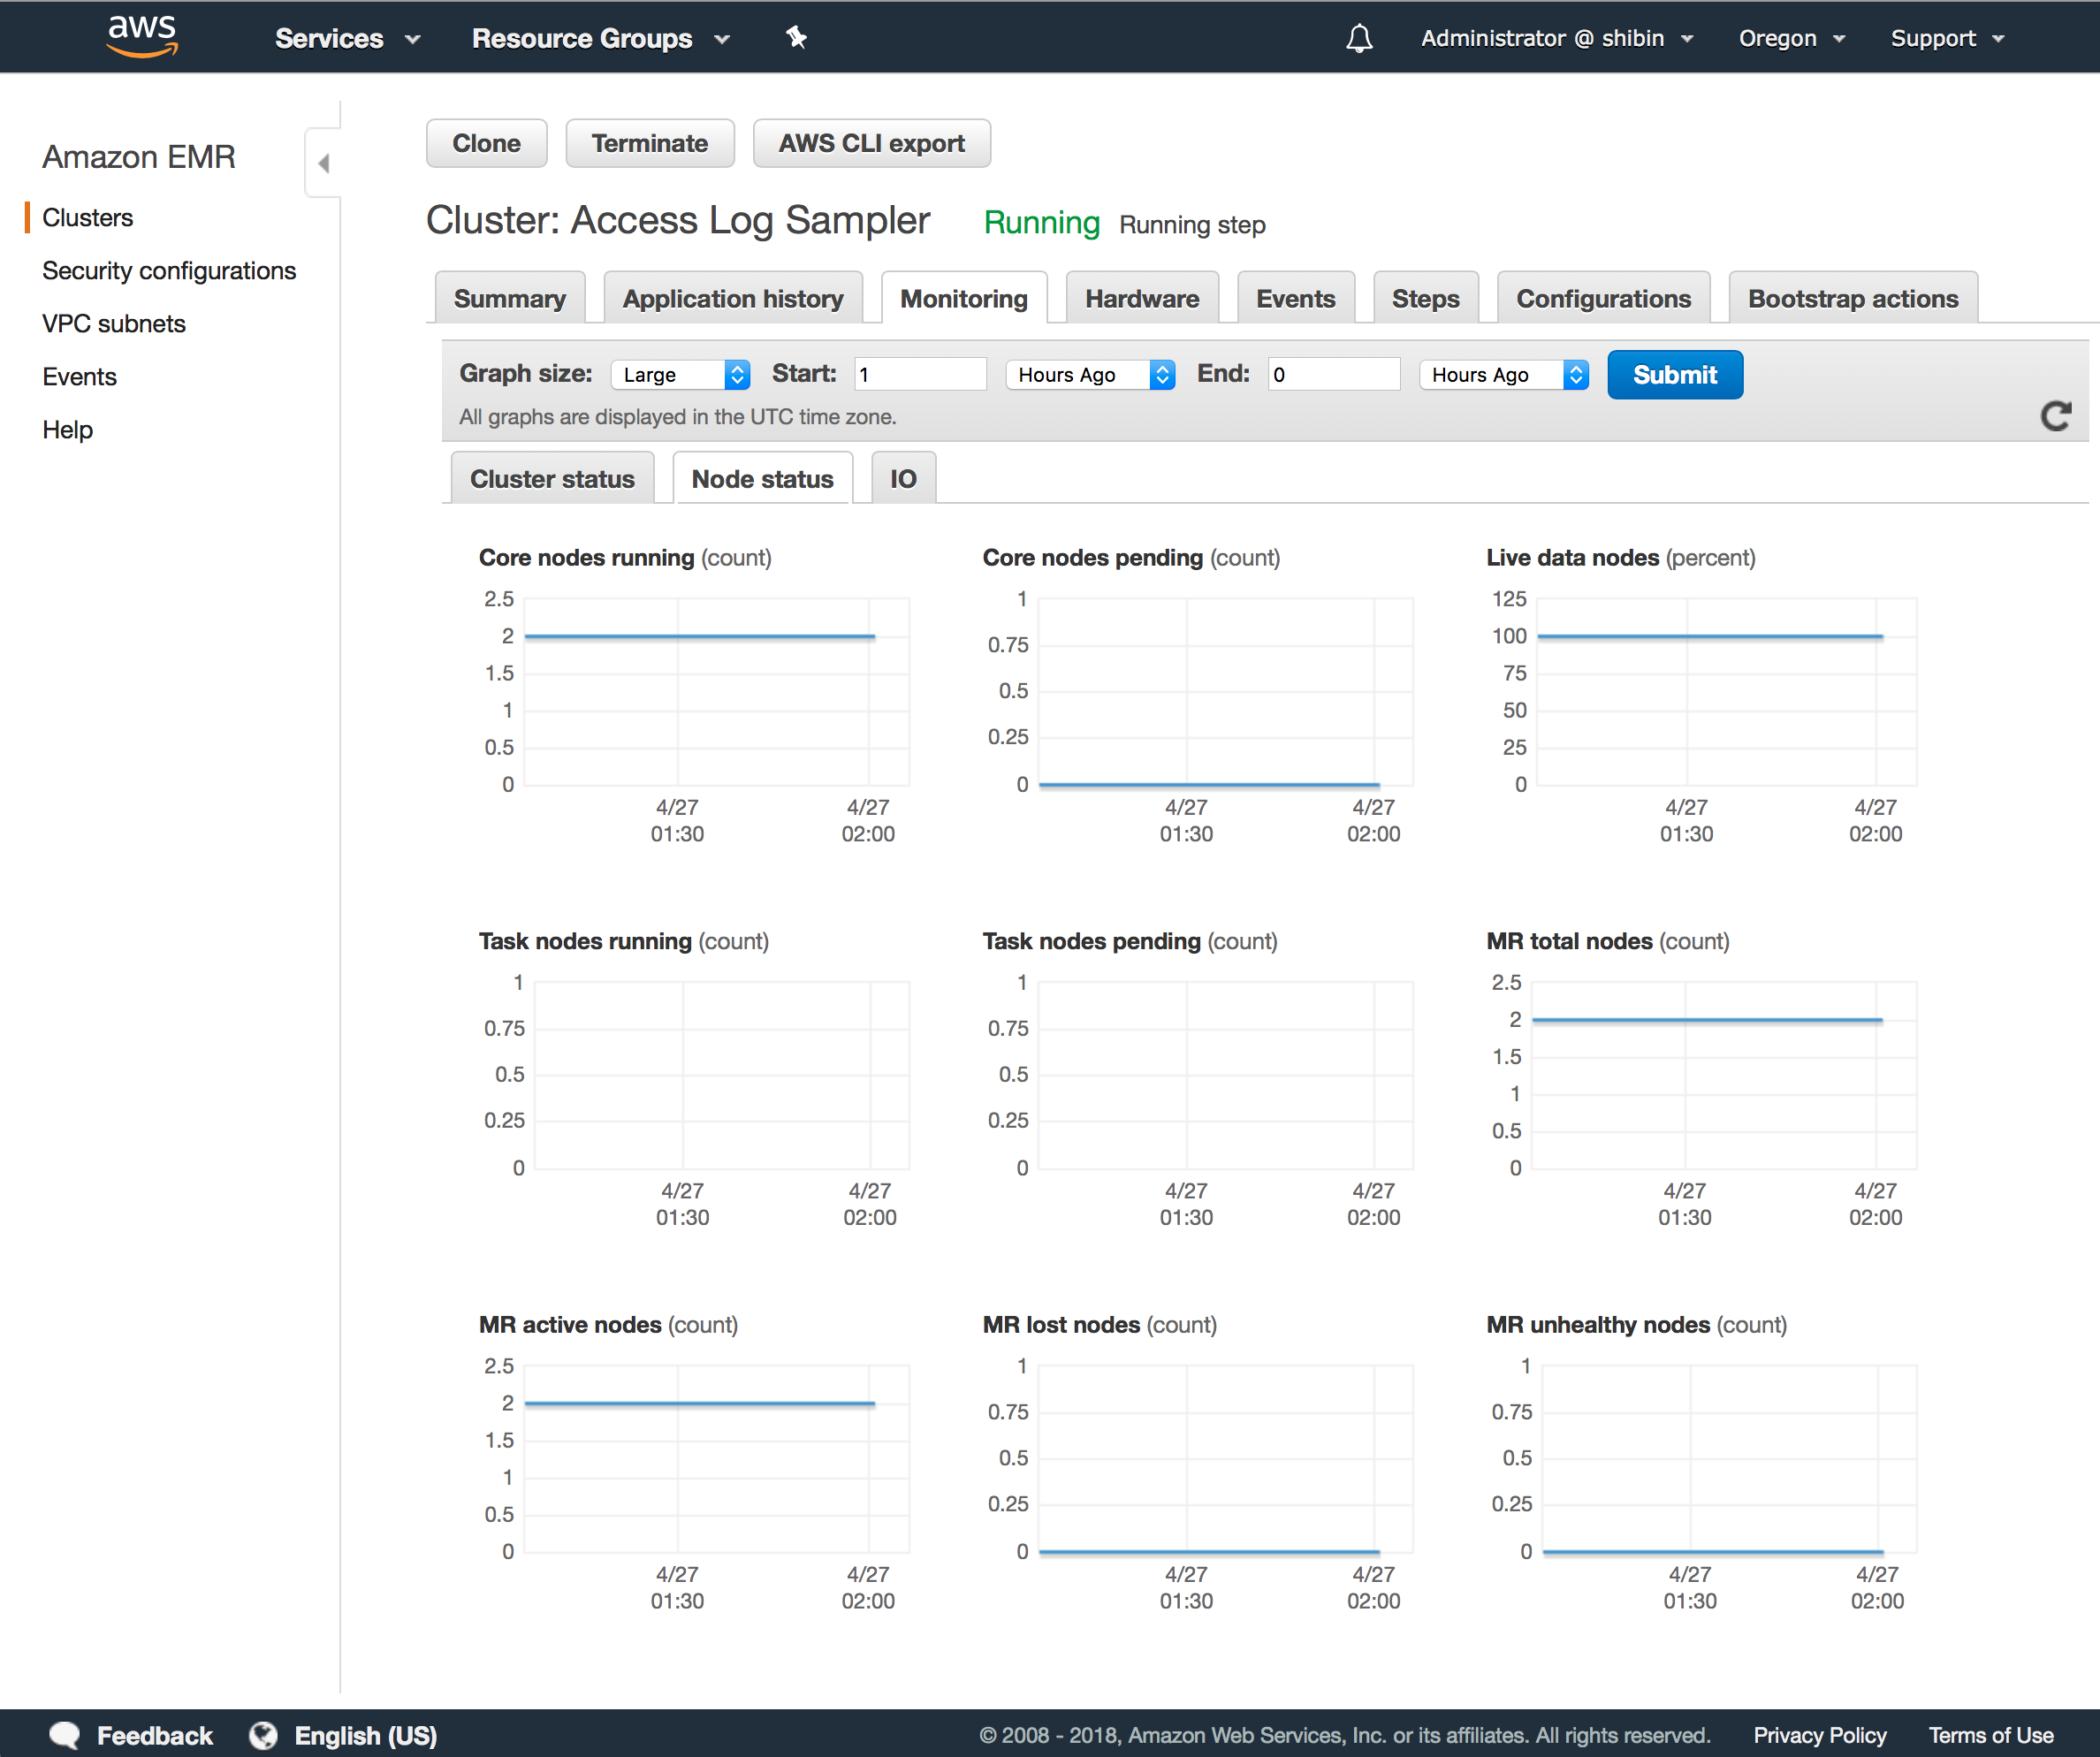 aws Services Resource Groups Administrator @ shibin Oregon Support
Amazon EMR
Clusters
Security configurations
VPC subnets
Events
Help
Clone Terminate AWS CLI export
Cluster: Access Log Sampler Running Running step
Summary Application history Monitoring Hardware Events Steps Configurations Bootstrap actions
Graph size: Large Start: 1 Hours Ago End: 0 Hours Ago Submit
All graphs are displayed in the UTC time zone.
Cluster status Node status IO
Core nodes running (count)
2.5
2
1.5
1
0.5
0
4/27 4/27
01:30 02:00
Core nodes pending (count)
1
0.75
0.5
0.25
0
4/27 4/27
01:30 02:00
Live data nodes (percent)
125
100
75
50
25
0
4/27 4/27
01:30 02:00
Task nodes running (count)
1
0.75
0.5
0.25
0
4/27 4/27
01:30 02:00
Task nodes pending (count)
1
0.75
0.5
0.25
0
4/27 4/27
01:30 02:00
MR total nodes (count)
2.5
2
1.5
1
0.5
0
4/27 4/27
01:30 02:00
MR active nodes (count)
2.5
2
1.5
1
0.5
0
4/27 4/27
01:30 02:00
MR lost nodes (count)
1
0.75
0.5
0.25
0
4/27 4/27
01:30 02:00
MR unhealthy nodes (count)
1
0.75
0.5
0.25
0
4/27 4/27
01:30 02:00
Feedback English (US) © 2008 - 2018, Amazon Web Services, Inc. or its affiliates. All rights reserved. Privacy Policy Terms of Use